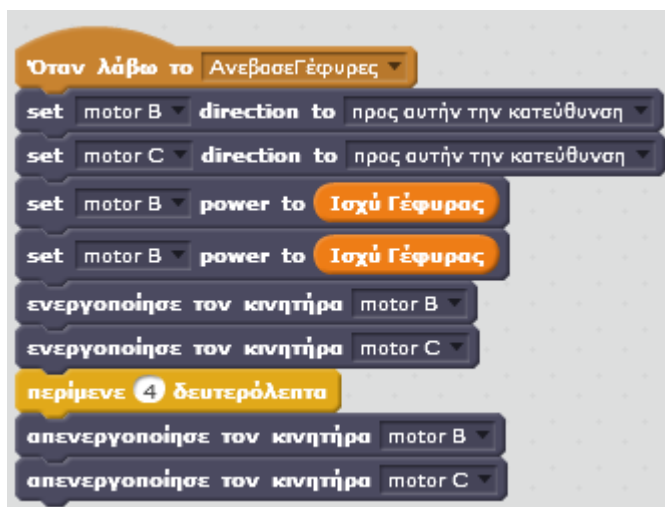 Όταν λάβω το ΑνεβασεΓέφυρες
set motor B direction to προς αυτήν την κατεύθυνση
set motor C direction to προς αυτήν την κατεύθυνση
set motor B power to Ισχύ Γέφυρας
set motor B power to Ισχύ Γέφυρας
ενεργοποίησε τον κινητήρα motor B
ενεργοποίησε τον κινητήρα motor C
περίμενε 4 δευτερόλεπτα
απενεργοποίησε τον κινητήρα motor B
απενεργοποίησε τον κινητήρα motor C